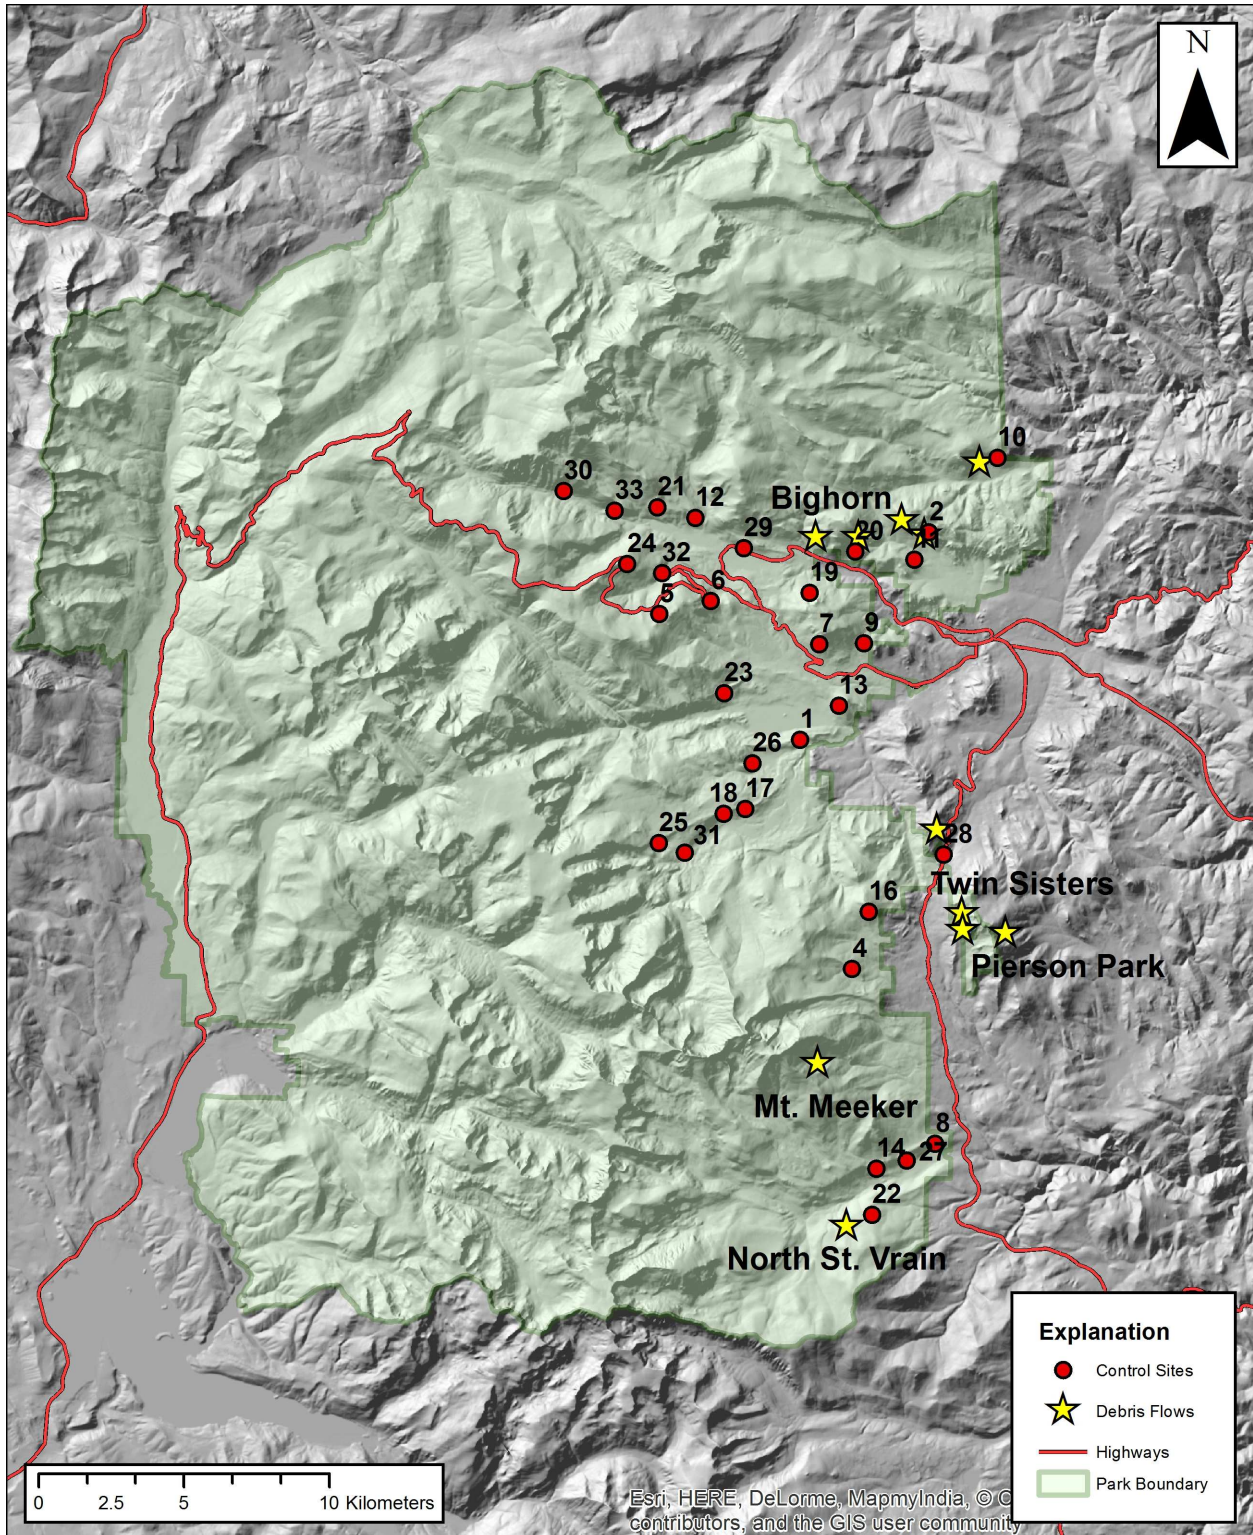 N
10
30
33
21
12
Bighorn
2
29
20
11
24
32
19
5
6
7
9
23
13
1
26
18
17
25
31
28
Twin Sisters
16
4
Pierson Park
Mt. Meeker
8
14
27
22
North St. Vrain
Explanation
Control Sites
Debris Flows
Highways
Park Boundary
0 2.5 5 10 Kilometers
Esri, HERE, DeLorme, MapmyIndia, ©
contributors, and the GIS user community